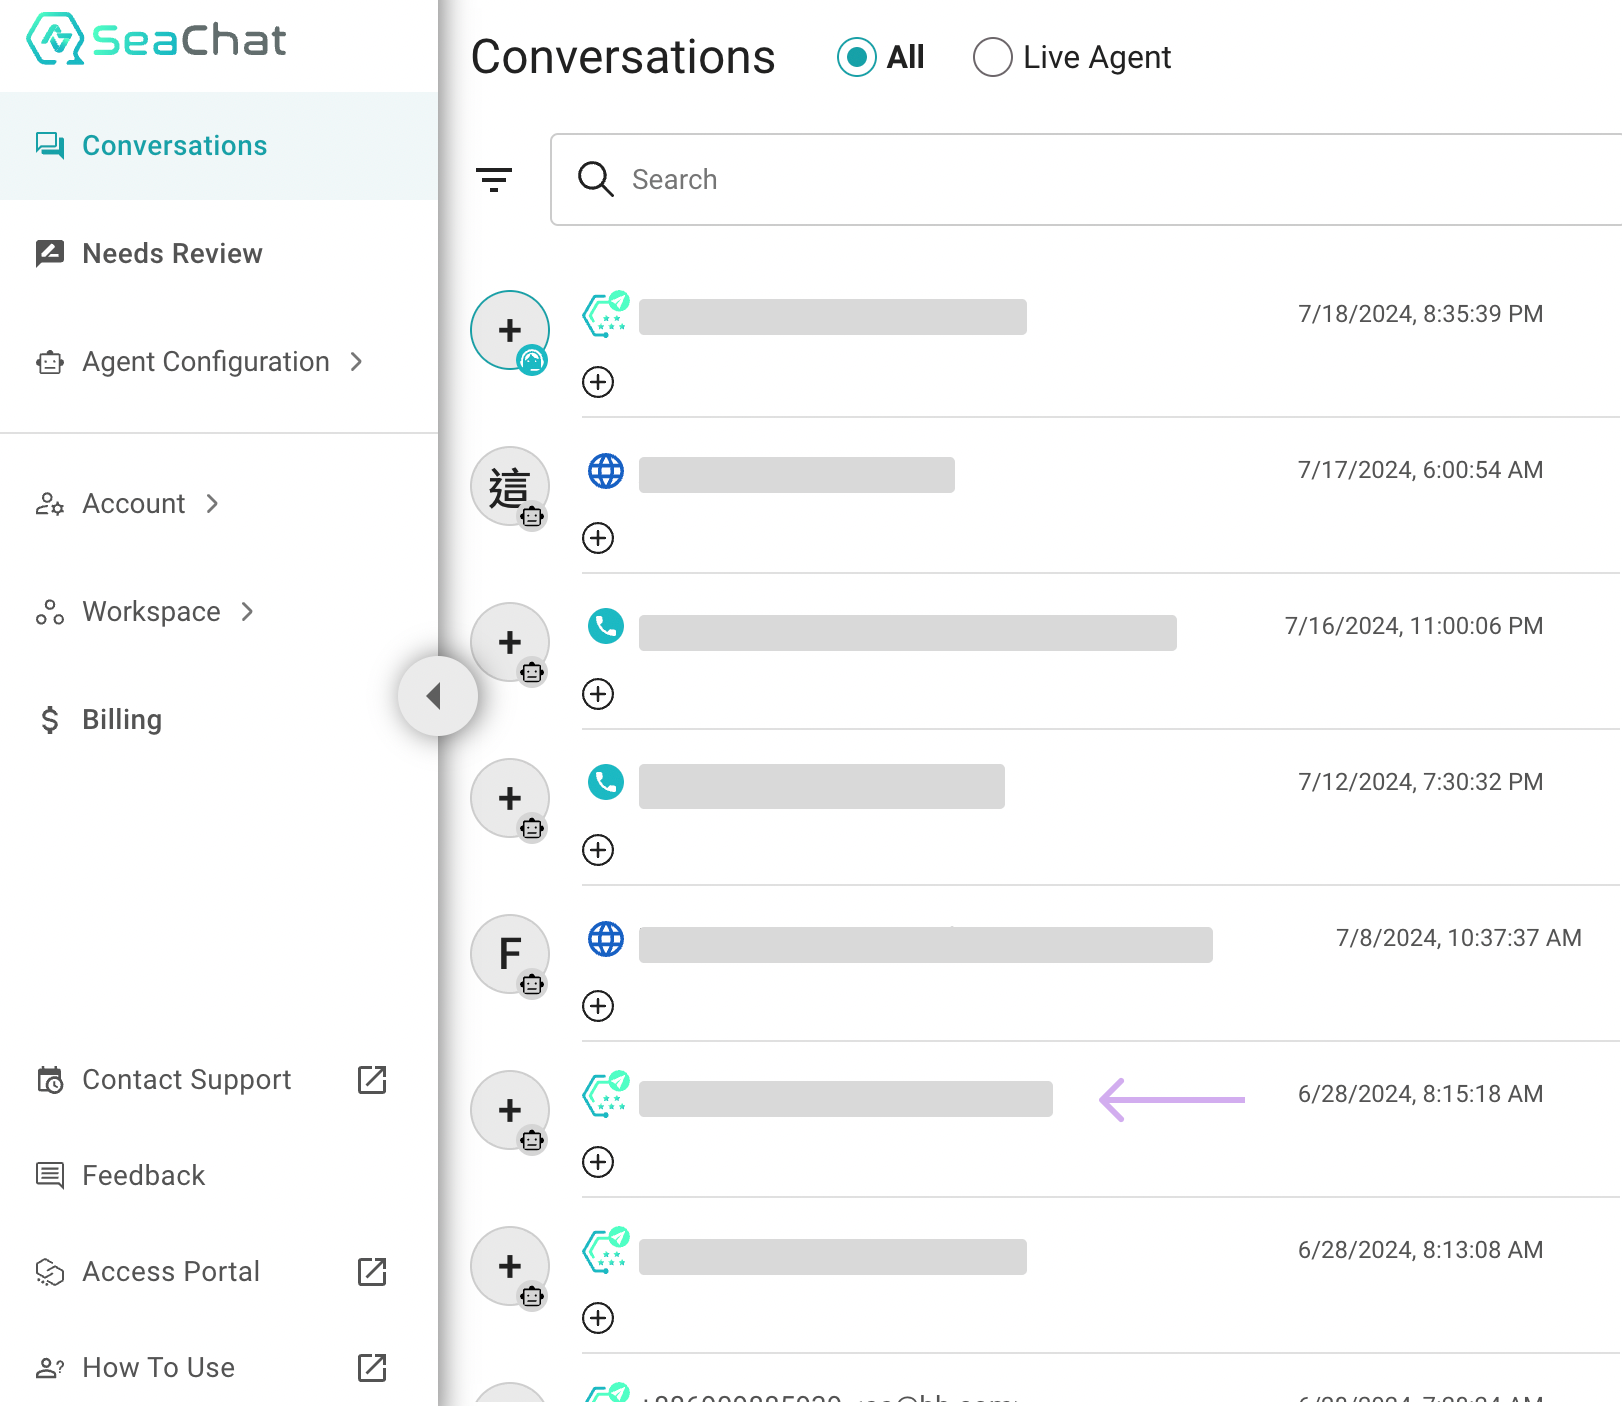 SeaChat
Conversations
Needs Review
Agent Configuration
Account
Workspace
$ Billing
Contact Support
Feedback
Access Portal
How To Use
Conversations
All
Live Agent
Search
+
7/18/2024, 8:35:39 PM
這
7/17/2024, 6:00:54 AM
+
7/16/2024, 11:00:06 PM
+
7/12/2024, 7:30:32 PM
F
7/8/2024, 10:37:37 AM
+
6/28/2024, 8:15:18 AM
+
6/28/2024, 8:13:08 AM